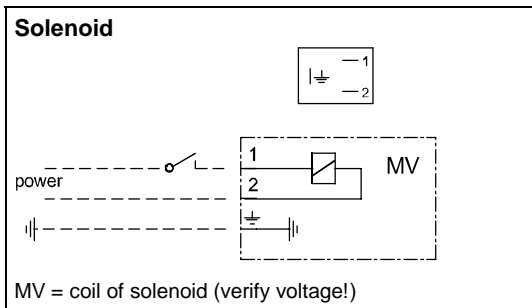 Solenoid
1
2
1
MV
power
2
MV = coil of solenoid (verify voltage!)